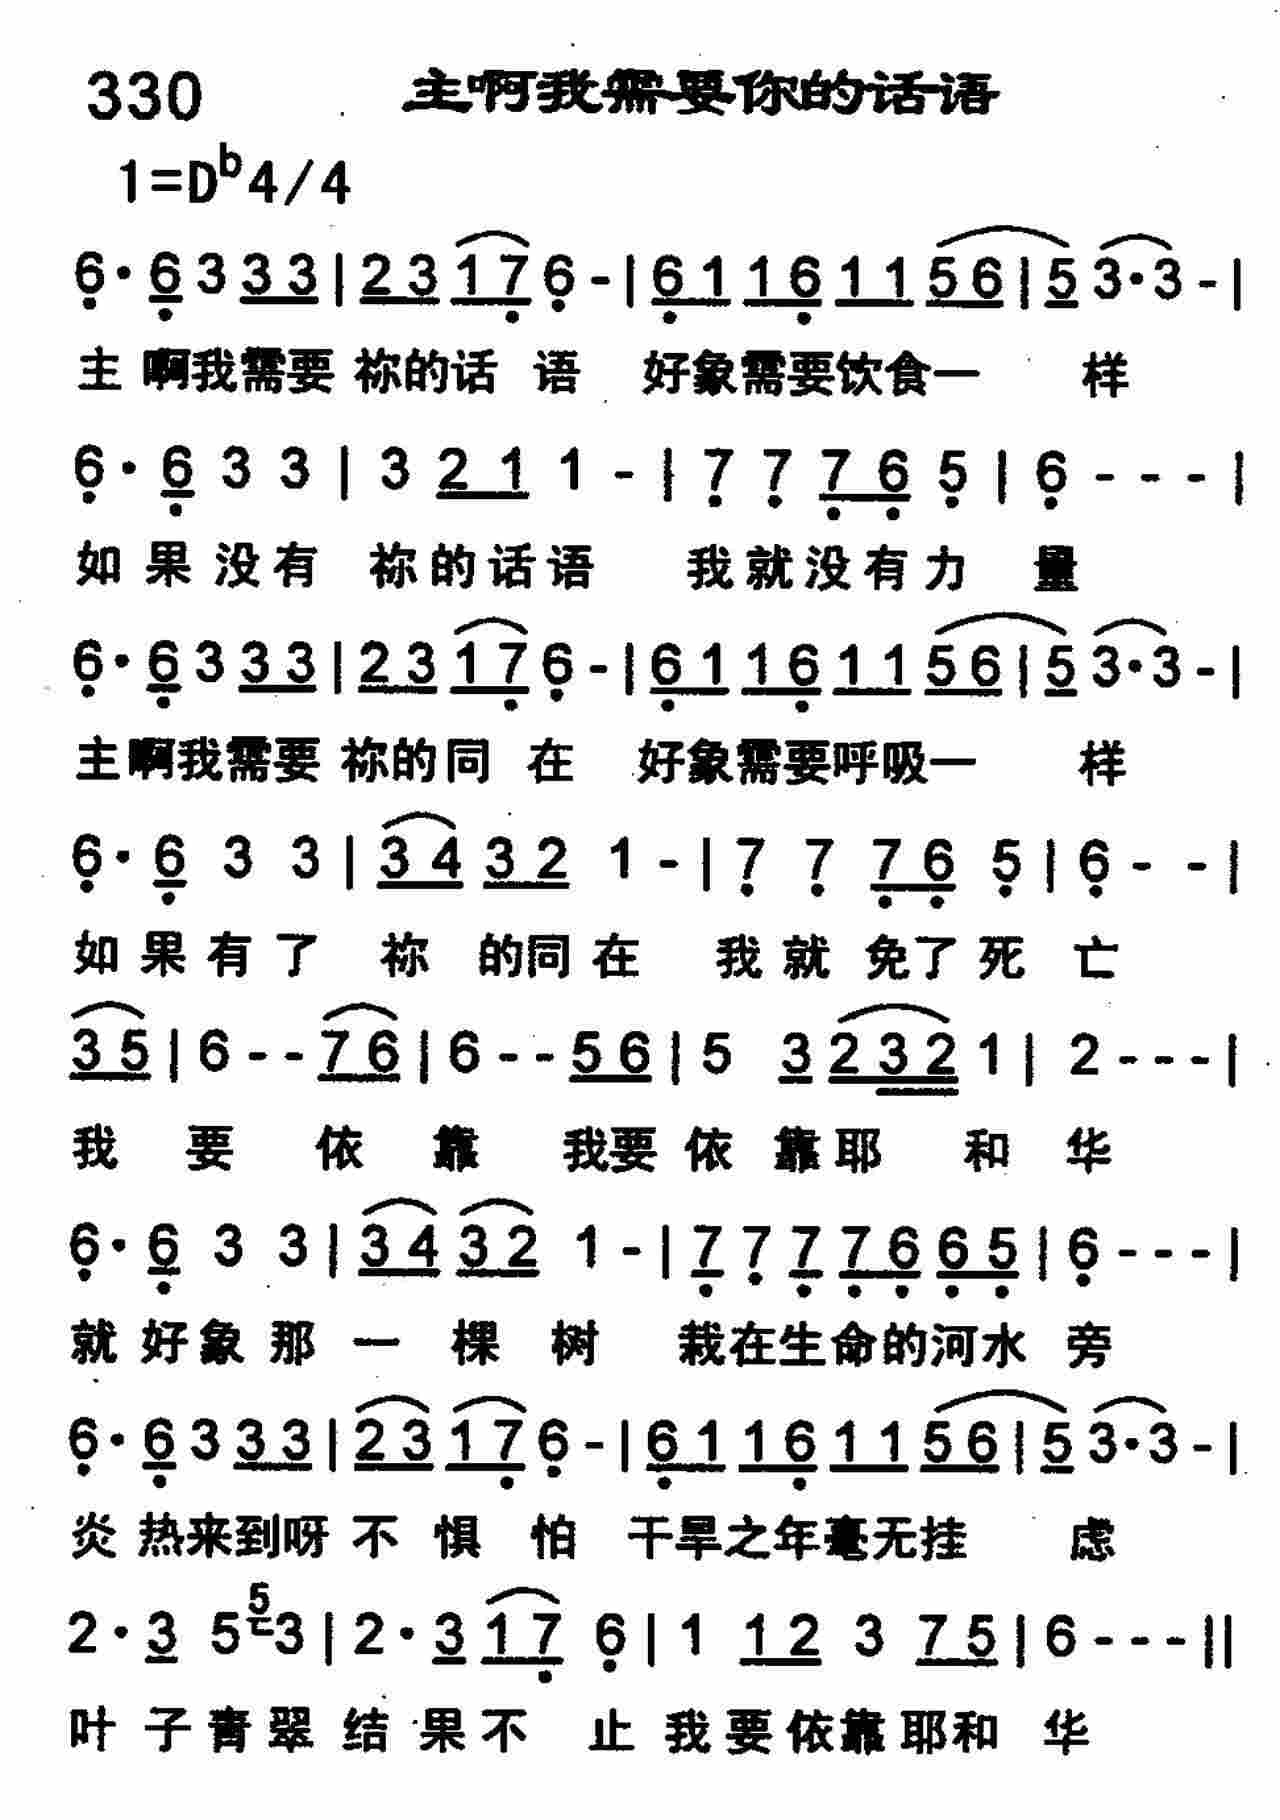 330 主啊我需要你的话语
1=D♭4/4
6· 6 3 3 3 | 2 3 1 7 6 - | 6 1 1 6 1 1 5 6 | 5 3·3 - |
主 啊我需要 祢的话 语 好象需要饮食一 样
6· 6 3 3 | 3 2 1 1 - | 7 7 7 6 5 | 6 - - - |
如果没有 祢的话语 我就没有力 量
6· 6 3 3 3 | 2 3 1 7 6 - | 6 1 1 6 1 1 5 6 | 5 3·3 - |
主啊我需要 祢的同 在 好象需要呼吸一 样
6· 6 3 3 | 3 4 3 2 1 - | 7 7 7 6 5 | 6 - - |
如果有了 祢 的同在 我就 免了死 亡
3 5 | 6 - - 7 6 | 6 - - 5 6 | 5 3 2 3 2 1 | 2 - - - |
我 要 依 靠 我要 依 靠耶 和 华
6· 6 3 3 | 3 4 3 2 1 - | 7 7 7 7 6 6 5 | 6 - - - |
就好象那 一 棵 树 栽在生命的河水 旁
6· 6 3 3 3 | 2 3 1 7 6 - | 6 1 1 6 1 1 5 6 | 5 3·3 - |
炎 热来到呀 不 惧 怕 干旱之年毫无挂 虑
2· 3 5 5 3 | 2· 3 1 7 6 | 1 1 2 3 7 5 | 6 - - - ||
叶子青翠 结果不 止 我要依靠耶和 华